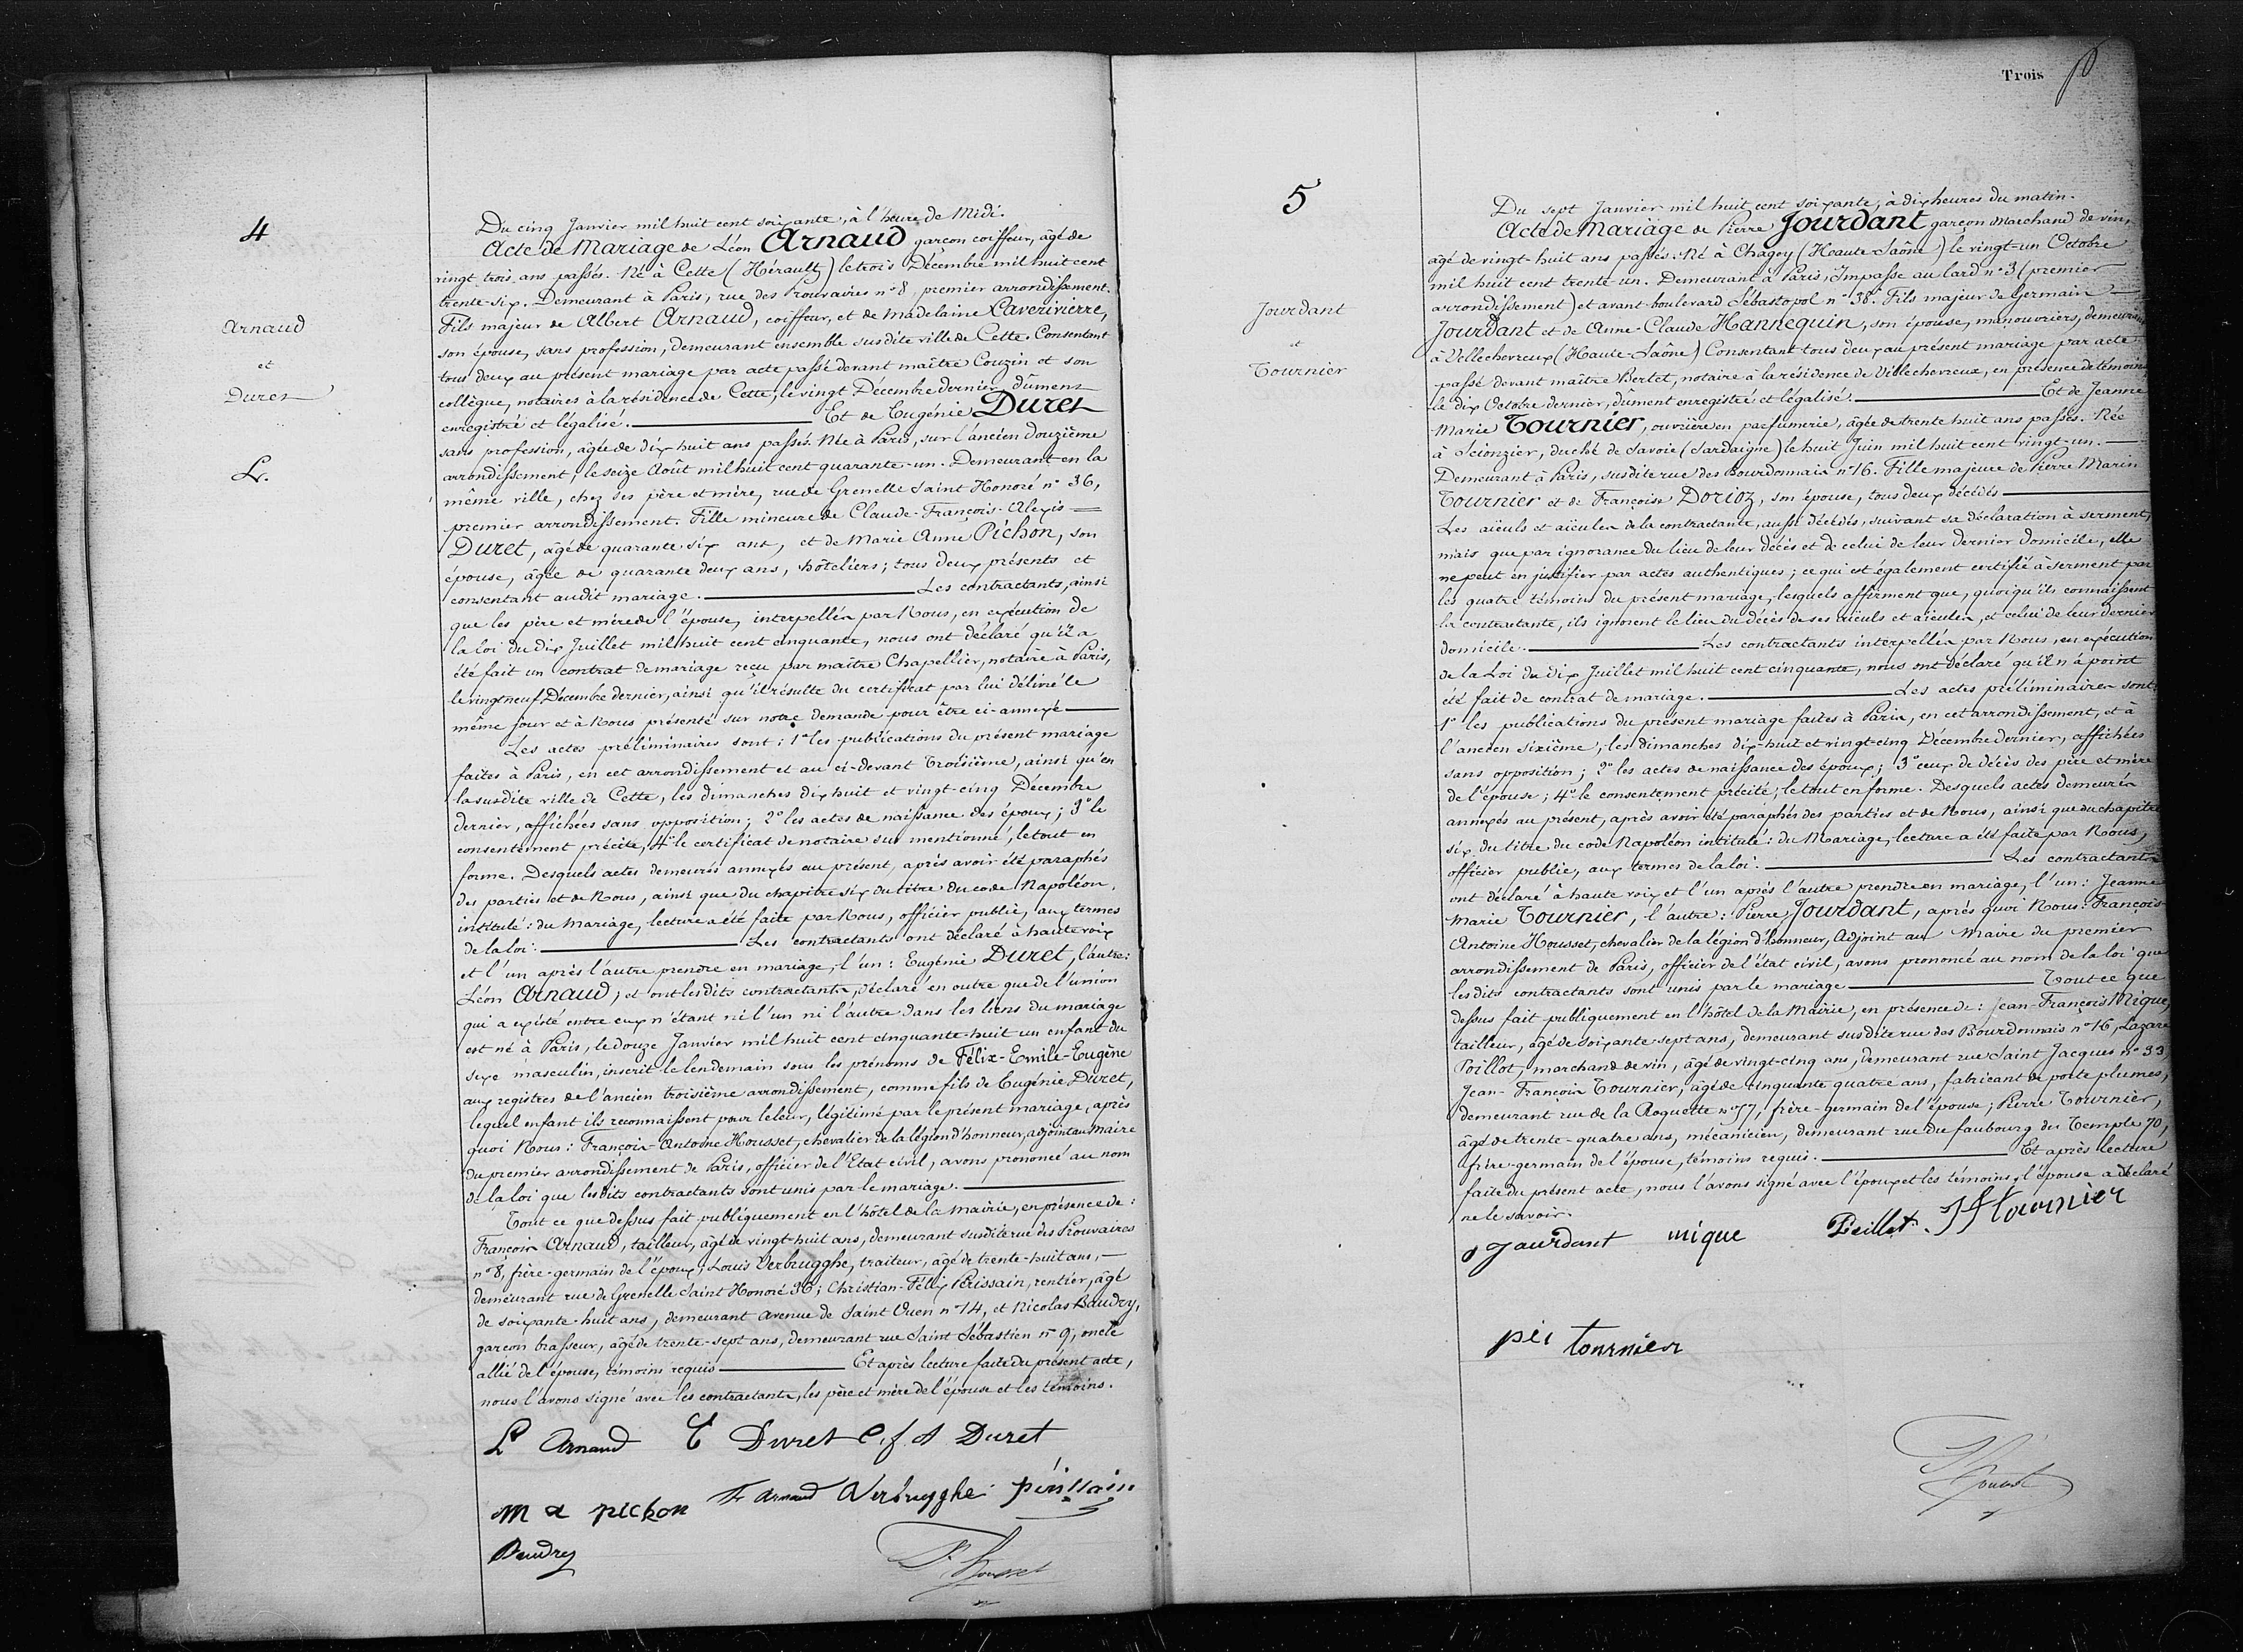 4
Arnaud
et
Duret
L.
Du cinq Janvier mil huit cent soixante, à l'heure de Midi.
Acte de Mariage de Léon Arnaud garçon coiffeur, âgé de
vingt trois ans passés. Né à Cette (Hérault) le trois Décembre mil huit cent
trente-six. Demeurant à Paris, rue des Prouvaires n° 8, premier arrondissement.
Fils majeur de Albert Arnaud, coiffeur, et de Madelaine Laverivierre,
son épouse, sans profession, demeurant ensemble susdite ville de Cette. Consentant
tous deux au présent mariage par acte passé devant maître Couzin et son
collègue, notaires à la résidence de Cette, le vingt Décembre dernier, dûment
enregistré et légalisé. — Et de Eugénie Duret
sans profession, âgée de dix huit ans passés. Née à Paris, sur l'ancien douzième
arrondissement, le seize Août mil huit cent quarante-un. Demeurant en la
même ville, chez ses père et mère, rue de Grenelle Saint Honoré n° 36,
premier arrondissement. Fille mineure de Claude-François-Alexis =
Duret, âgé de quarante six ans, et de Marie Anne Pichon, son
épouse, âgée de quarante deux ans, hôteliers; tous deux présents et
consentant audit mariage. — Les contractants, ainsi
que les père et mère de l'épouse, interpellés par Nous, en exécution de
la loi du dix Juillet mil huit cent cinquante, nous ont déclaré qu'il a
été fait un contrat de mariage reçu par maître Chapellier, notaire à Paris,
le vingt neuf Décembre dernier, ainsi qu'il résulte du certificat par lui délivré le
même jour et à Nous présenté sur notre demande pour être ci-annexé —
Les actes préliminaires sont: 1° les publications du présent mariage
faites à Paris, en cet arrondissement et au ci-devant troisième, ainsi qu'en
la susdite ville de Cette, les dimanches dix huit et vingt-cinq Décembre
dernier, affichées sans opposition; 2° les actes de naissance des époux; 3° le
consentement précité, 4° le certificat de notaire sus mentionné, le tout en
forme. Desquels actes demeurés annexés au présent, après avoir été paraphés
des parties et de Nous, ainsi que du chapitre six du titre du code Napoléon,
intitulé: du Mariage, lecture a été faite par Nous, officier public, aux termes
de la loi. — Les contractants ont déclaré à haute voix
et l'un après l'autre prendre en mariage, l'un: Eugénie Duret, l'autre:
Léon Arnaud; et ont lesdits contractants, déclaré en outre que de l'union
qui a existé entre eux n'étant ni l'un ni l'autre dans les liens du mariage
est né à Paris, le douze Janvier mil huit cent cinquante-huit un enfant du
sexe masculin, inscrit le lendemain sous les prénoms de Félix-Emile-Eugène
aux registres de l'ancien troisième arrondissement, comme fils de Eugénie Duret,
lequel enfant ils reconnaissent pour le leur, légitimé par le présent mariage, après
quoi Nous: François-Antoine Housset, chevalier de la légion d'honneur, adjoint au Maire
du premier arrondissement de Paris, officier de l'Etat civil, avons prononcé au nom
de la loi que lesdits contractants sont unis par le mariage. —
Tout ce que dessus fait publiquement en l'hôtel de la mairie, en présence de:
François Arnaud, tailleur, âgé de vingt-huit ans, demeurant susdite rue des Prouvaires
n° 8, frère-germain de l'époux; Louis Verbrugghe, traiteur, âgé de trente-huit ans, —
demeurant rue de Grenelle Saint Honoré 36; Christian-Félix Périssain, rentier, âgé
de soixante-huit ans, demeurant avenue de Saint Ouen n° 14, et Nicolas Baudry,
garçon brasseur, âgé de trente-sept ans, demeurant rue Saint Sébastien n° 9, oncle
allié de l'épouse, témoins requis — Et après lecture faite du présent acte,
nous l'avons signé avec les contractants, les père et mère de l'épouse et les témoins.
L Arnaud E Duret C. f A Duret
M a pichon F Arnaud Verbrugghe périssain
Baudry
F. Housset
Trois
5
Jourdant
et
Tournier
Du sept Janvier mil huit cent soixante, à dix heures du matin.
Acte de Mariage de Pierre Jourdant garçon marchand de vin,
âgé de vingt-huit ans passés. Né à Chagey (Haute-Saône) le vingt-un Octobre
mil huit cent trente-un. Demeurant à Paris, Impasse au lard n° 3 (premier
arrondissement) et avant boulevard Sébastopol n° 38. Fils majeur de Germain
Jourdant et de Anne-Claude Hannequin, son épouse, manouvriers, demeurant
à Vellechevreux (Haute-Saône) Consentant tous deux au présent mariage par acte
passé devant maître Bertet, notaire à la résidence de Villechevreux, en présence de témoins
le dix Octobre dernier, dûment enregistré et légalisé. — Et de Jeanne
Marie Tournier, ouvrière en parfumerie, âgée de trente huit ans passés. Née
à Scionzier, duché de Savoie (Sardaigne) le huit Juin mil huit cent vingt-un. —
Demeurant à Paris, susdite rue des Bourdonnais n° 16. Fille majeure de Pierre Marin
Tournier et de Françoise Dorioz, son épouse, tous deux décédés —
Les aïeuls et aïeules de la contractante, aussi décédés, suivant sa déclaration à serment,
mais que par ignorance du lieu de leur décès et de celui de leur dernier domicile, elle
ne peut en justifier par actes authentiques; ce qui est également certifié à serment par
les quatre témoins du présent mariage, lesquels affirment que, quoiqu'ils connaissent
la contractante, ils ignorent le lieu du décès de ses aïeuls et aïeules, et celui de leur dernier
domicile. — Les contractants interpellés par Nous, en exécution
de la Loi du dix Juillet mil huit cent cinquante, nous ont déclaré qu'il n'a point
été fait de contrat de mariage. — Les actes préliminaires sont:
1° les publications du présent mariage faites à Paris, en cet arrondissement, et à
l'ancien sixième, les dimanches dix-huit et vingt-cinq Décembre dernier, affichées
sans opposition; 2° les actes de naissance des époux; 3° ceux de décès des père et mère
de l'épouse; 4° le consentement précité; le tout en forme. Desquels actes demeurés
annexés au présent, après avoir été paraphés des parties et de Nous, ainsi que du chapitre
six du titre du code Napoléon intitulé: du Mariage, lecture a été faite par Nous,
officier public, aux termes de la loi. — Les contractants
ont déclaré à haute voix et l'un après l'autre prendre en mariage, l'un: Jeanne
Marie Tournier, l'autre: Pierre Jourdant, après quoi Nous: François-
Antoine Housset, chevalier de la légion d'honneur, Adjoint au Maire du premier
arrondissement de Paris, officier de l'état civil, avons prononcé au nom de la loi que
lesdits contractants sont unis par le mariage — Tout ce que
dessus fait publiquement en l'hôtel de la Mairie, en présence de: Jean-François Mique,
tailleur, âgé de soixante-sept ans, demeurant susdite rue des Bourdonnais n° 16, Lazare
Poillot, marchand de vin, âgé de vingt-cinq ans, demeurant rue Saint Jacques n° 33
Jean-François Tournier, âgé de cinquante quatre ans, fabricant de porte plumes,
demeurant rue de la Roquette n° 77, frère-germain de l'épouse; Pierre Tournier,
âgé de trente-quatre ans, mécanicien, demeurant rue du faubourg du Temple 70,
frère-germain de l'épouse, témoins requis. — Et après lecture
faite du présent acte, nous l'avons signé avec l'époux et les témoins, l'épouse a déclaré
ne le savoir.
Jourdant mique Poillot. Tournier
tournier
F. Housset